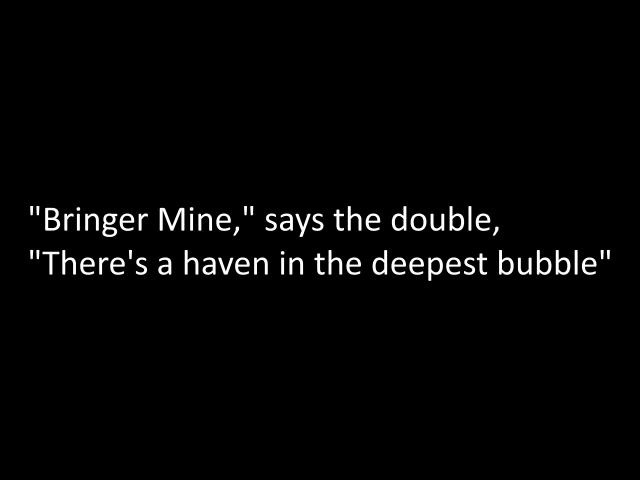 "Bringer Mine," says the double,
"There's a haven in the deepest bubble"